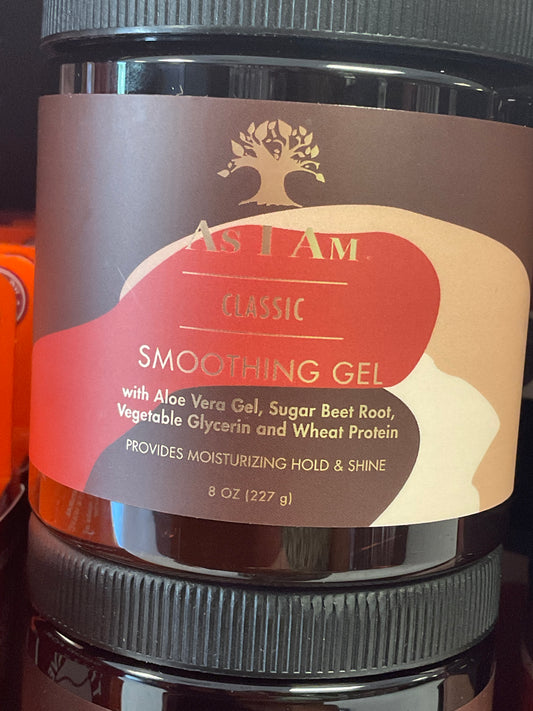 As I Am
CLASSIC
SMOOTHING GEL
with Aloe Vera Gel, Sugar Beet Root,
Vegetable Glycerin and Wheat Protein
PROVIDES MOISTURIZING HOLD & SHINE
8 OZ (227 g)